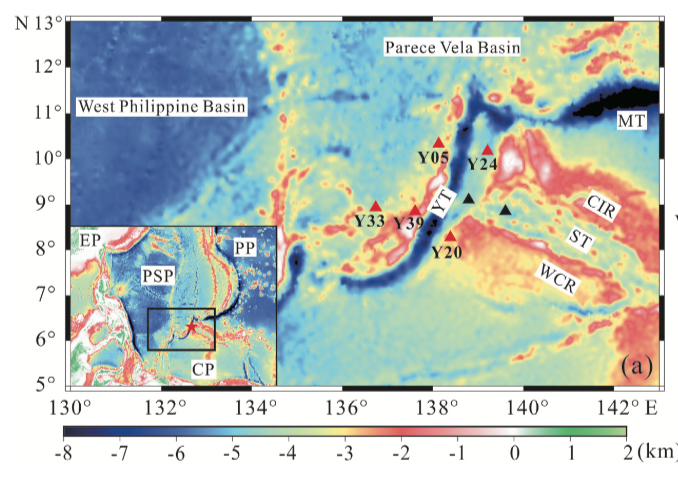 N 13°
12°
11°
10°
9°
8°
7°
6°
5°
Parece Vela Basin
West Philippine Basin
MT
Y05
Y24
YT
CIR
Y33
Y39
ST
Y20
WCR
EP
PP
PSP
CP
(a)
130°
132°
134°
136°
138°
140°
142° E
-8 -7 -6 -5 -4 -3 -2 -1 0 1 2 (km)